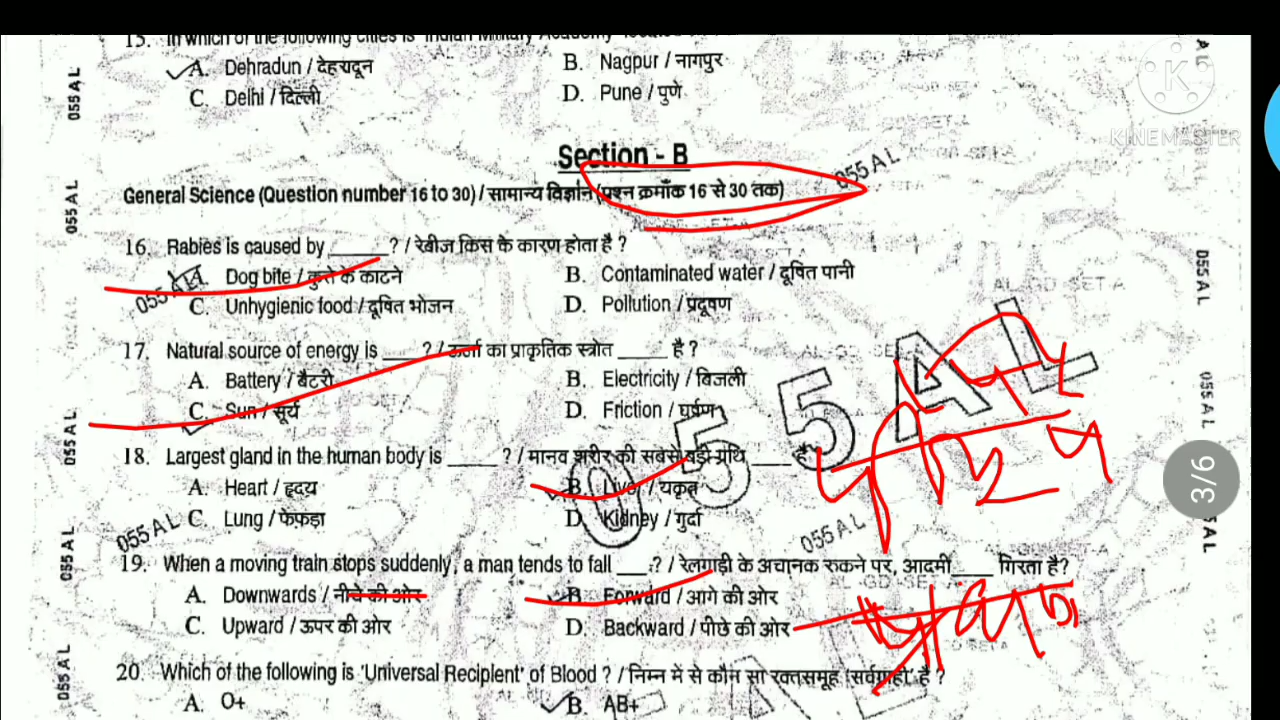 15. In which of the following cities is 'Indian Military Academy'
A. Dehradun / देहरादून B. Nagpur / नागपुर
C. Delhi / दिल्ली D. Pune / पुणे
KINEMASTER
Section - B
General Science (Question number 16 to 30) / सामान्य विज्ञान (प्रश्न क्रमाँक 16 से 30 तक)
16. Rabies is caused by _____ ? / रेबीज किस के कारण होता है ?
A. Dog bite / कुत्ते के काटने B. Contaminated water / दूषित पानी
C. Unhygienic food / दूषित भोजन D. Pollution / प्रदूषण
17. Natural source of energy is ____ ? / ऊर्जा का प्राकृतिक स्त्रोत _____ है ?
A. Battery / बैटरी B. Electricity / बिजली
C. Sun / सूर्य D. Friction / घर्षण
18. Largest gland in the human body is _____ ? / मानव शरीर की सबसे बड़ी ग्रंथि ____ है
A. Heart / हृदय B. Liver / यकृत
C. Lung / फेफड़ा D. Kidney / गुर्दा
19. When a moving train stops suddenly, a man tends to fall ___ ? / रेलगाड़ी के अचानक रुकने पर, आदमी ____ गिरता है?
A. Downwards / नीचे की ओर B. Forward / आगे की ओर
C. Upward / ऊपर की ओर D. Backward / पीछे की ओर
20. Which of the following is 'Universal Recipient' of Blood ? / निम्न में से कौन सा रक्तसमूह 'सर्वग्राही' है ?
A. O+ B. AB+
055 AL
3/6